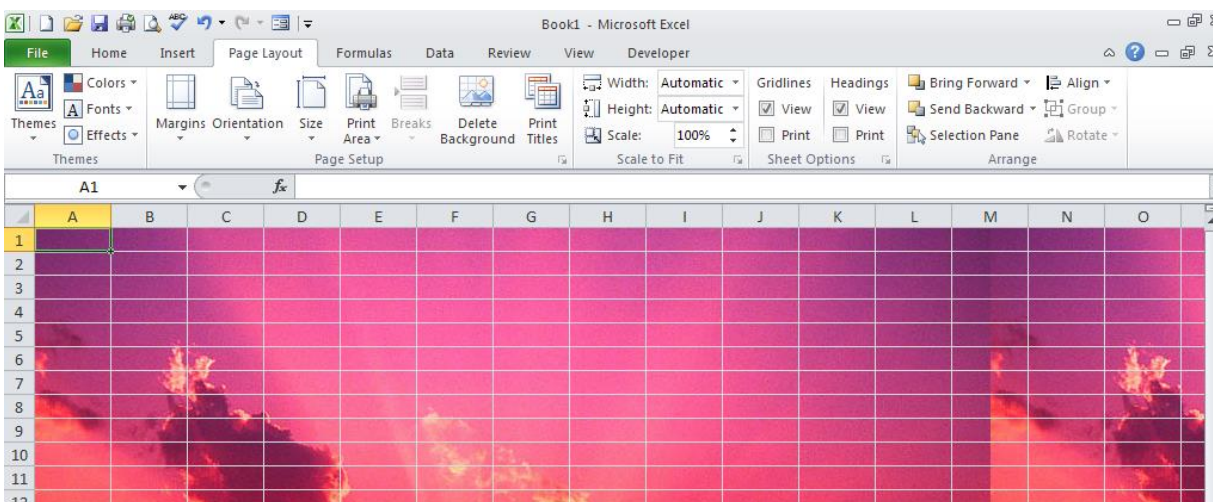 Book1 - Microsoft Excel
File Home Insert Page Layout Formulas Data Review View Developer
Themes
Colors
Fonts
Effects
Themes
Margins Orientation Size Print Area Breaks Delete Background Print Titles
Page Setup
Width: Automatic
Height: Automatic
Scale: 100%
Scale to Fit
Gridlines Headings
View View
Print Print
Sheet Options
Bring Forward Align
Send Backward Group
Selection Pane Rotate
Arrange
A1 fx
A B C D E F G H I J K L M N O
1
2
3
4
5
6
7
8
9
10
11
12